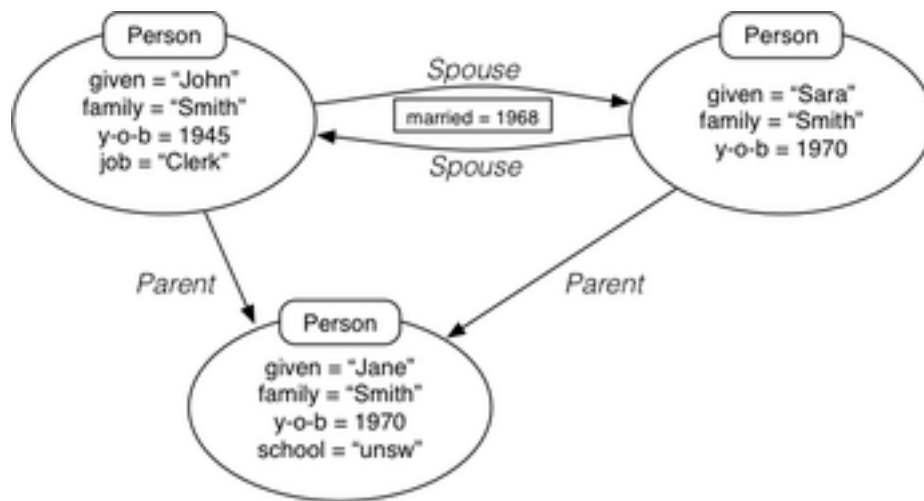 Person
given = “John”
family = “Smith”
y-o-b = 1945
job = “Clerk”
Spouse
married = 1968
Spouse
Person
given = “Sara”
family = “Smith”
y-o-b = 1970
Parent
Parent
Person
given = “Jane”
family = “Smith”
y-o-b = 1970
school = “unsw”